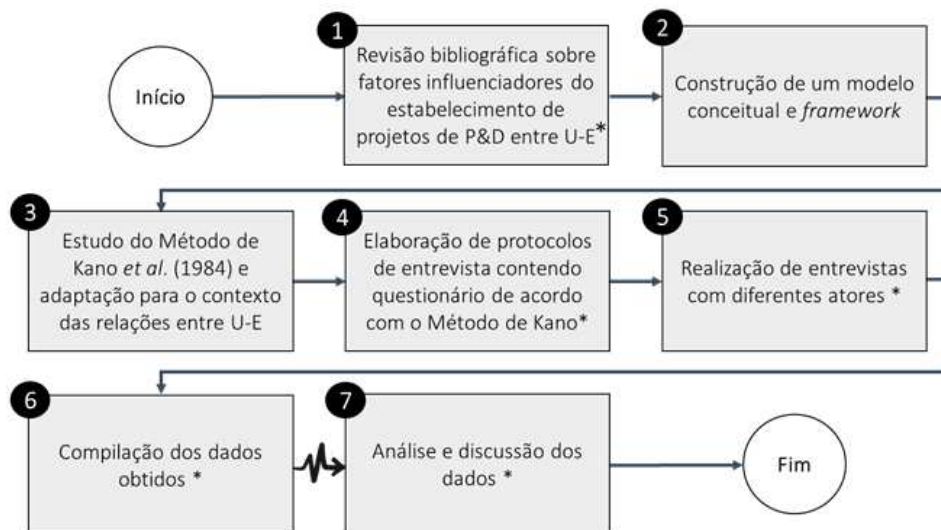 Início
1
Revisão bibliográfica sobre
fatores influenciadores do
estabelecimento de
projetos de P&D entre U-E*
2
Construção de um modelo
conceitual e framework
3
Estudo do Método de
Kano et al. (1984) e
adaptação para o contexto
das relações entre U-E
4
Elaboração de protocolos
de entrevista contendo
questionário de acordo
com o Método de Kano*
5
Realização de entrevistas
com diferentes atores *
6
Compilação dos dados
obtidos *
7
Análise e discussão dos
dados *
Fim